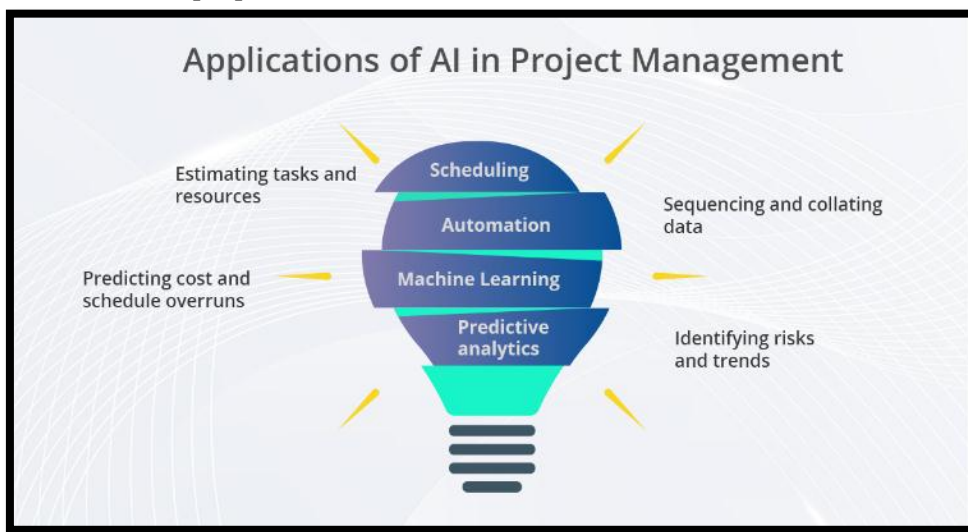 Applications of AI in Project Management
Scheduling
Estimating tasks and
resources
Automation
Sequencing and collating
data
Machine Learning
Predicting cost and
schedule overruns
Predictive
analytics
Identifying risks
and trends